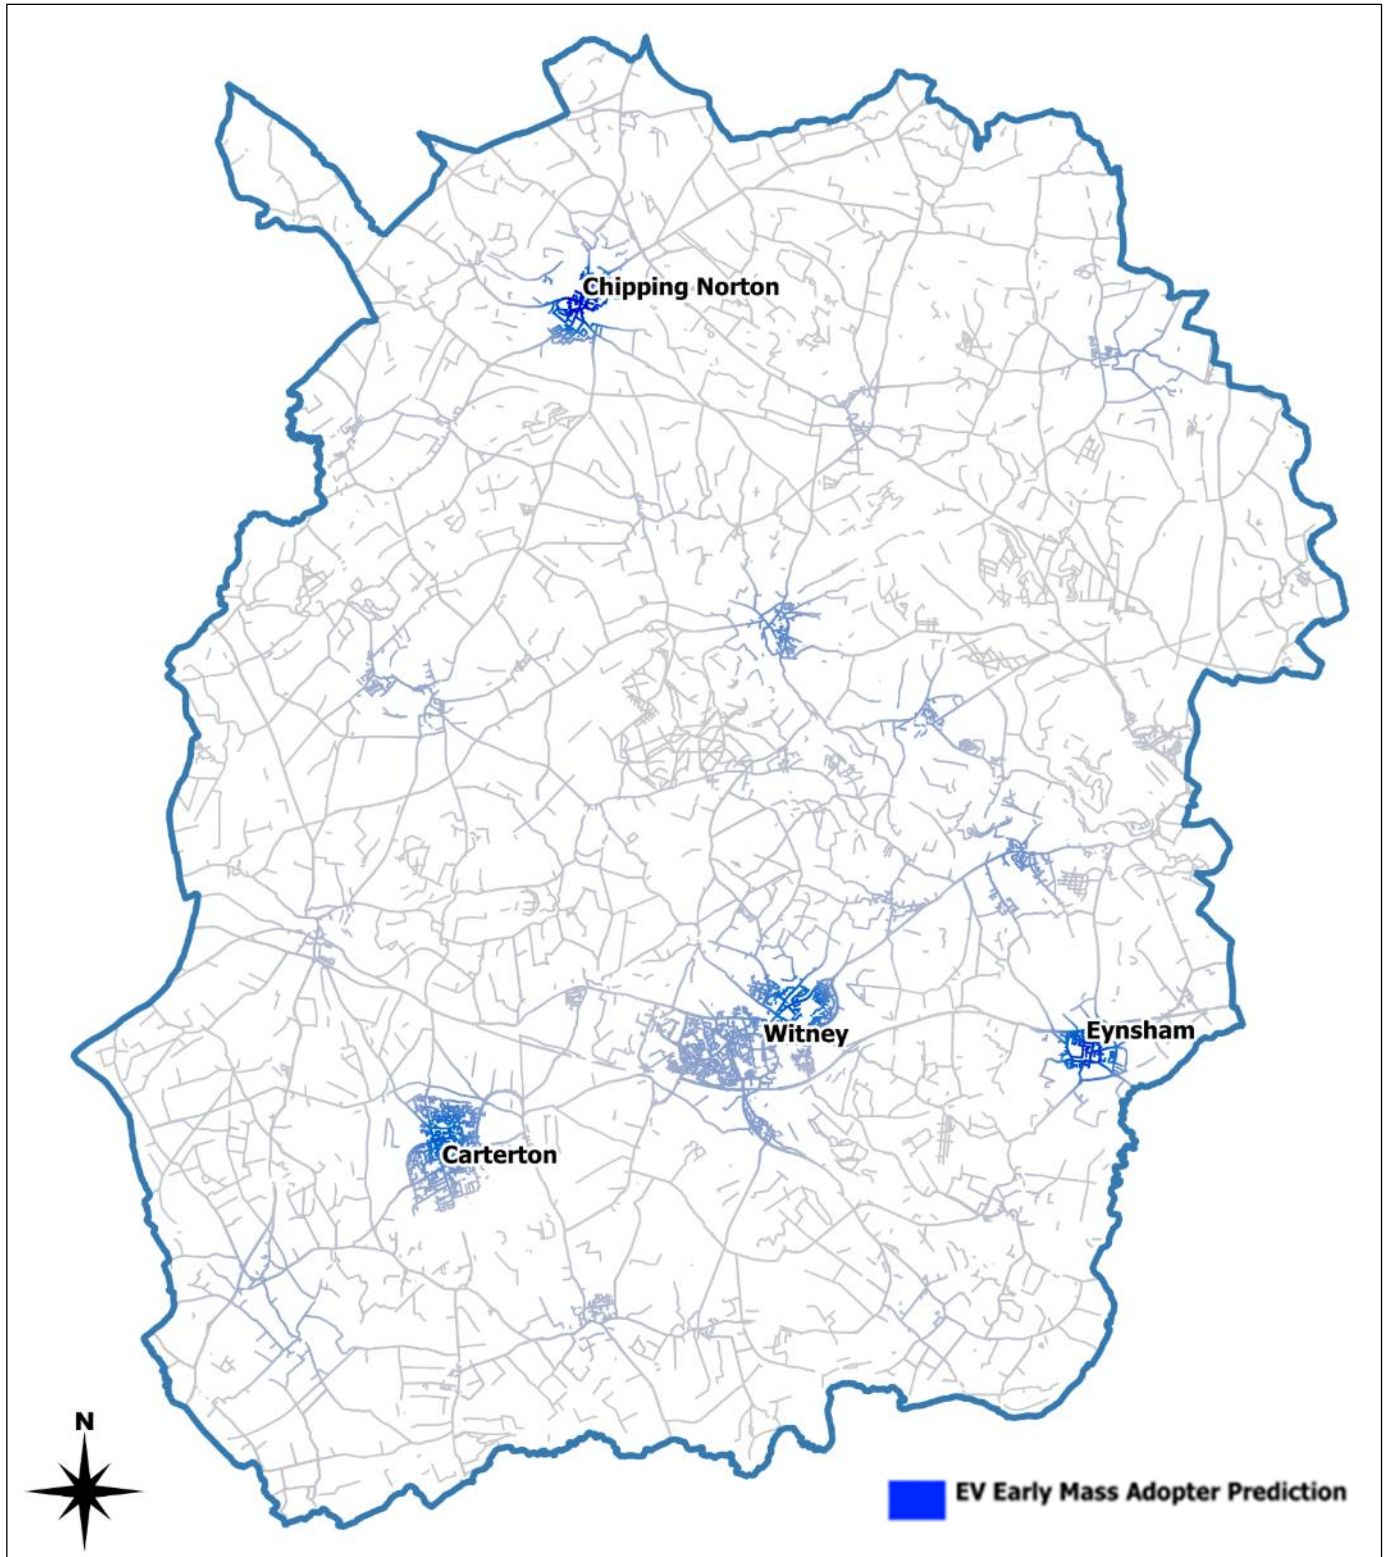 Chipping Norton
Witney
Eynsham
Carterton
N
EV Early Mass Adopter Prediction